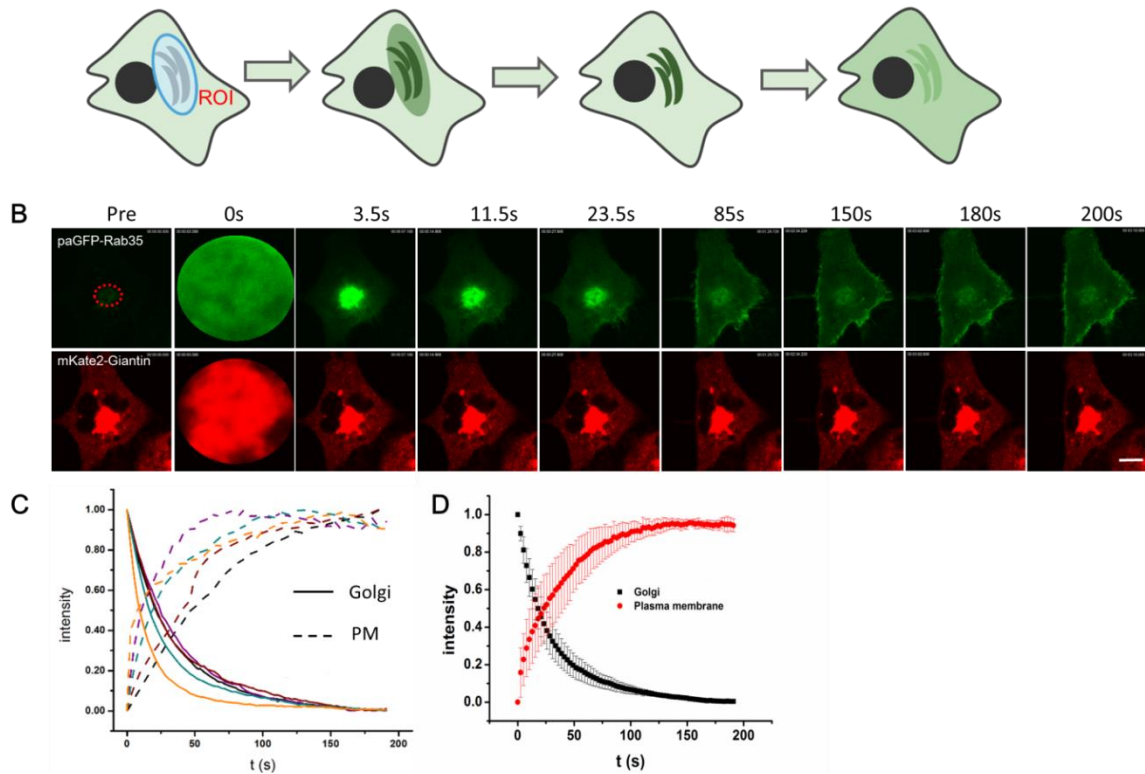 ROI
B
Pre 0s 3.5s 11.5s 23.5s 85s 150s 180s 200s
paGFP-Rab35
mKate2-Giantin
C
1.00
0.80
0.60
0.40
0.20
0.00
intensity
Golgi
PM
0 50 100 150 200
t (s)
D
1.0
0.8
0.6
0.4
0.2
0.0
intensity
Golgi
Plasma membrane
0 50 100 150 200
t (s)